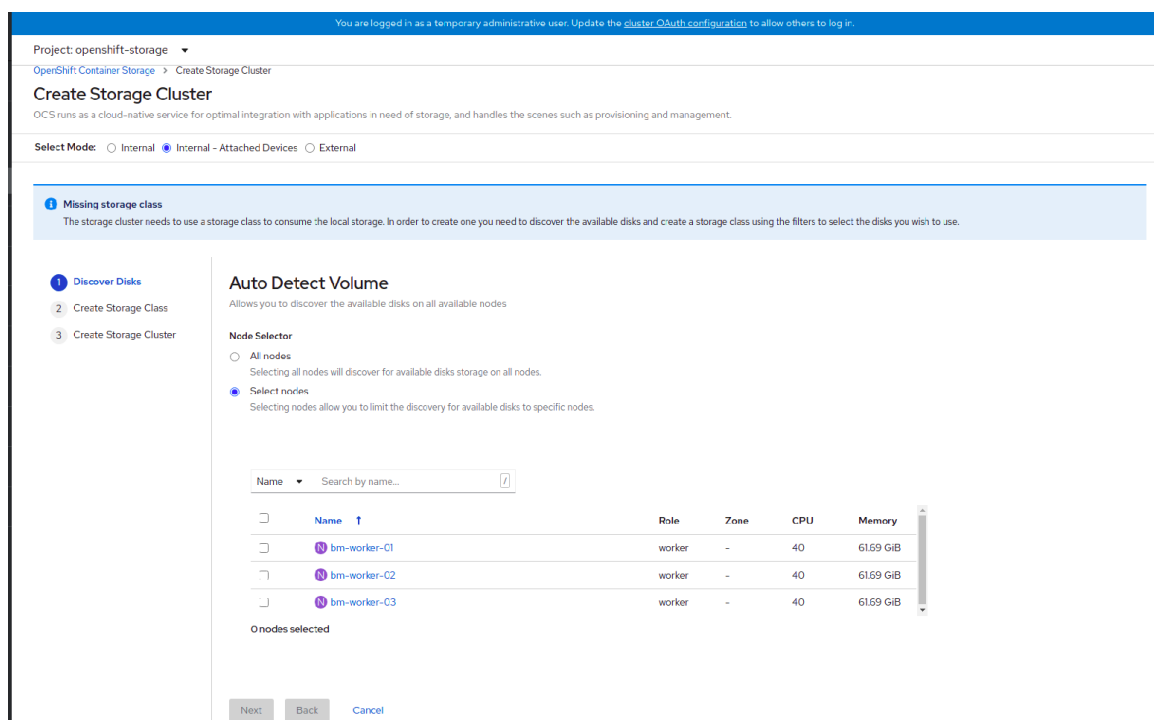 You are logged in as a temporary administrative user. Update the cluster OAuth configuration to allow others to log in.
Project: openshift-storage
OpenShift Container Storage > Create Storage Cluster
Create Storage Cluster
OCS runs as a cloud-native service for optimal integration with applications in need of storage, and handles the scenes such as provisioning and management.
Select Mode: Internal Internal - Attached Devices External
Missing storage class
The storage cluster needs to use a storage class to consume the local storage. In order to create one you need to discover the available disks and create a storage class using the filters to select the disks you wish to use.
1 Discover Disks
2 Create Storage Class
3 Create Storage Cluster
Auto Detect Volume
Allows you to discover the available disks on all available nodes
Node Selector
All nodes
Selecting all nodes will discover for available disks storage on all nodes.
Select nodes
Selecting nodes allow you to limit the discovery for available disks to specific nodes.
Name Search by name... /
Name ↑ Role Zone CPU Memory
N bm-worker-01 worker - 40 61.69 GiB
N bm-worker-02 worker - 40 61.69 GiB
N bm-worker-03 worker - 40 61.69 GiB
0 nodes selected
Next Back Cancel